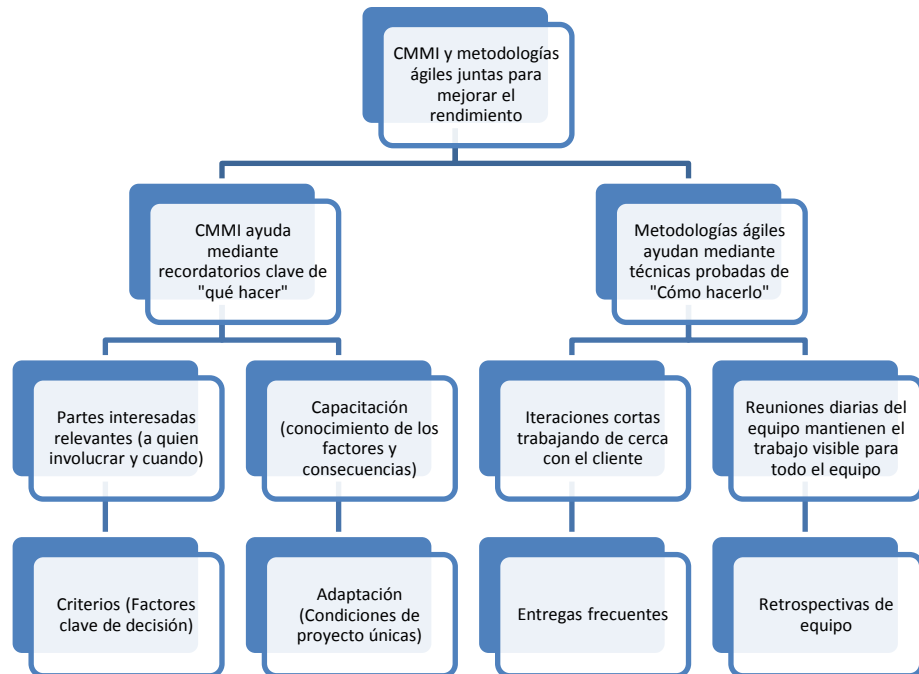 CMMI y metodologías
ágiles juntas para
mejorar el
rendimiento
CMMI ayuda
mediante
recordatorios clave de
"qué hacer"
Metodologías ágiles
ayudan mediante
técnicas probadas de
"Cómo hacerlo"
Partes interesadas
relevantes (a quien
involucrar y cuando)
Capacitación
(conocimiento de los
factores y
consecuencias)
Iteraciones cortas
trabajando de cerca
con el cliente
Reuniones diarias del
equipo mantienen el
trabajo visible para
todo el equipo
Criterios (Factores
clave de decisión)
Adaptación
(Condiciones de
proyecto únicas)
Entregas frecuentes
Retrospectivas de
equipo